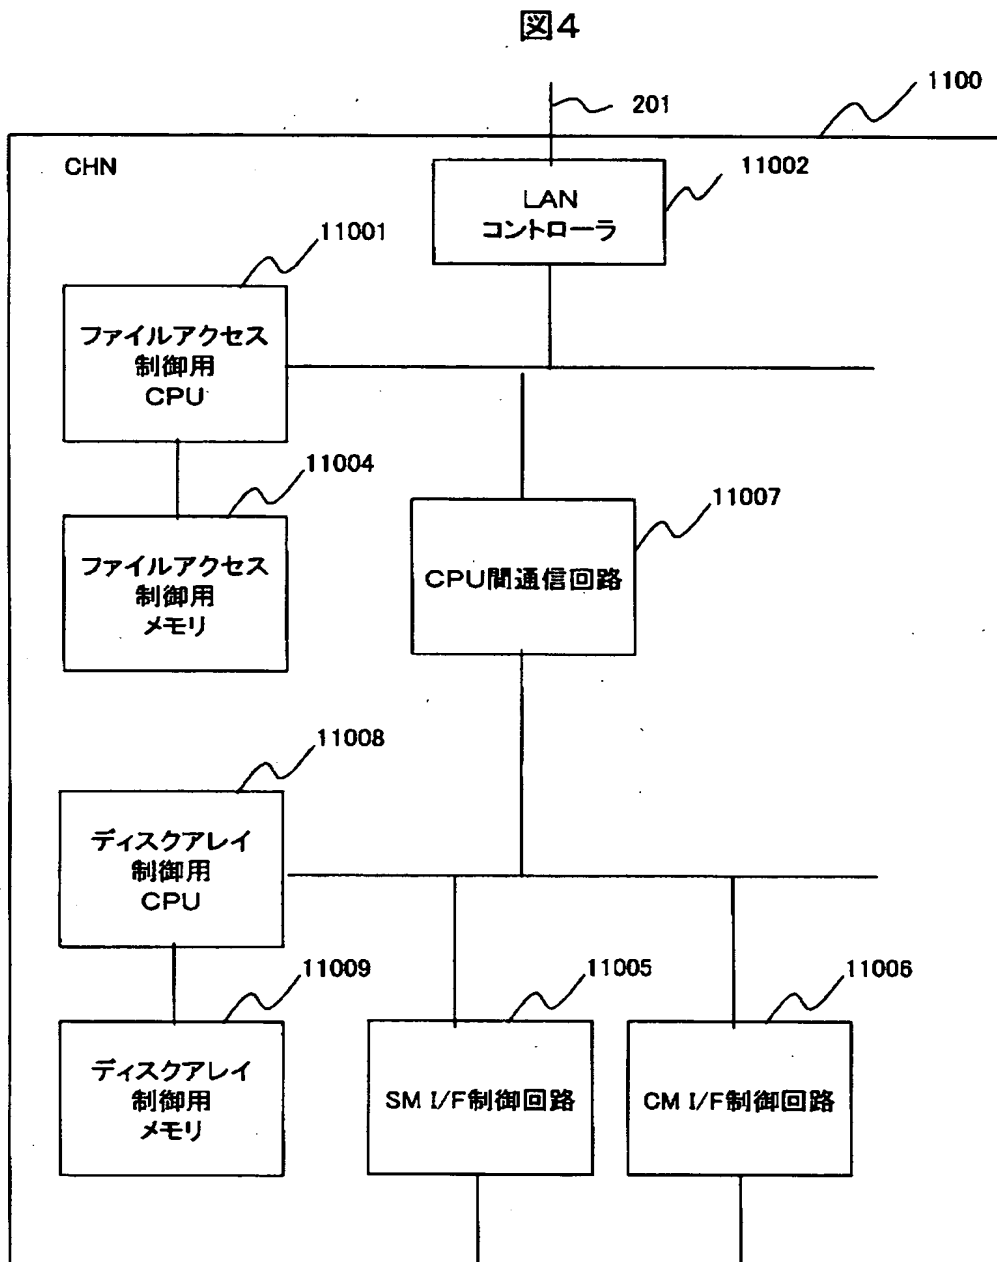 図4
201
1100
CHN
LAN
コントローラ
11002
11001
ファイルアクセス
制御用
CPU
11004
ファイルアクセス
制御用
メモリ
11007
CPU間通信回路
11008
ディスクアレイ
制御用
CPU
11009
ディスクアレイ
制御用
メモリ
11005
SM I/F制御回路
11006
CM I/F制御回路